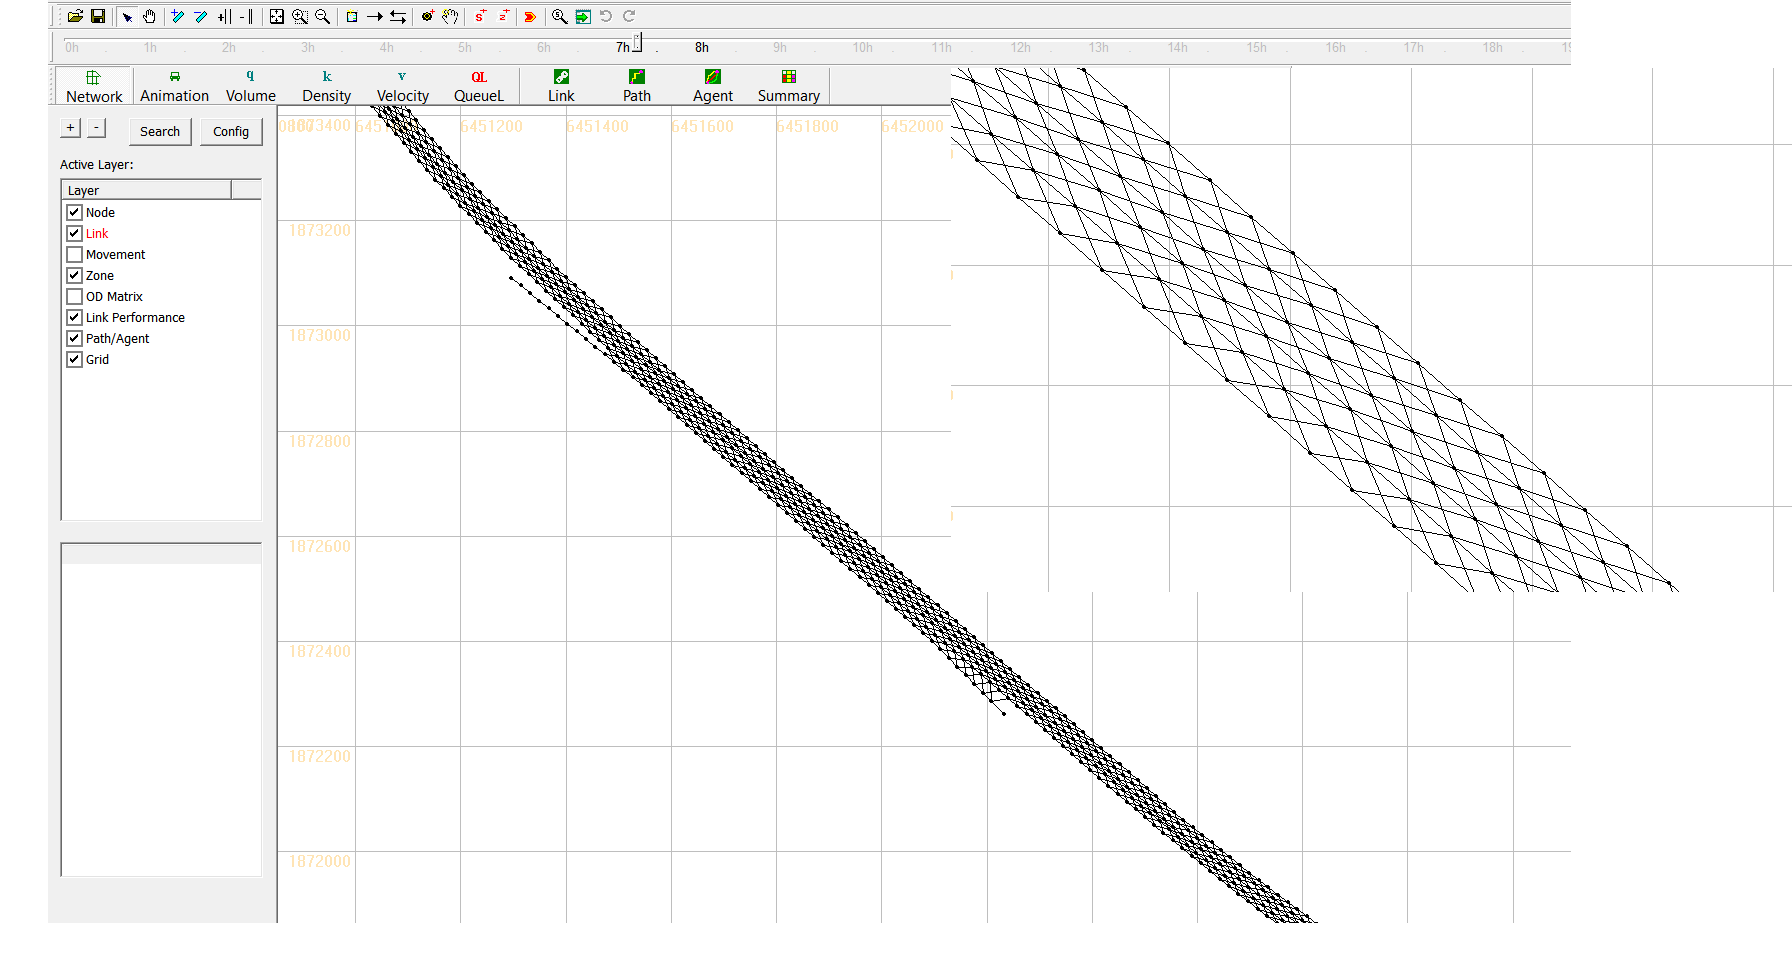 0h 1h 2h 3h 4h 5h 6h 7h 8h 9h 10h 11h 12h 13h 14h 15h 16h 17h 18h
Network Animation Volume Density Velocity QueueL Link Path Agent Summary
q k v QL
+ - Search Config
Active Layer:
Layer
Node
Link
Movement
Zone
OD Matrix
Link Performance
Path/Agent
Grid
1873400 6451200 6451400 6451600 6451800 6452000
1873200
1873000
1872800
1872600
1872400
1872200
1872000